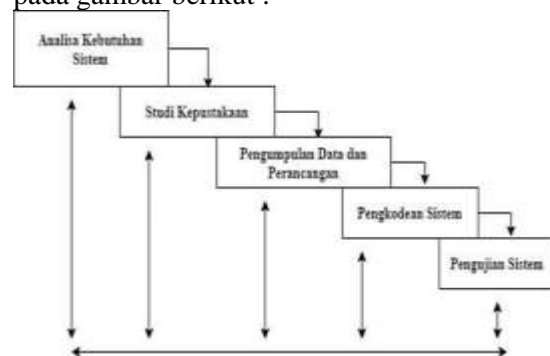 pada gambar berikut :
Analisa Kebutuhan
Sistem
Studi Kepustakaan
Pengumpulan Data dan
Perancangan
Pengkodean Sistem
Pengujian Sistem